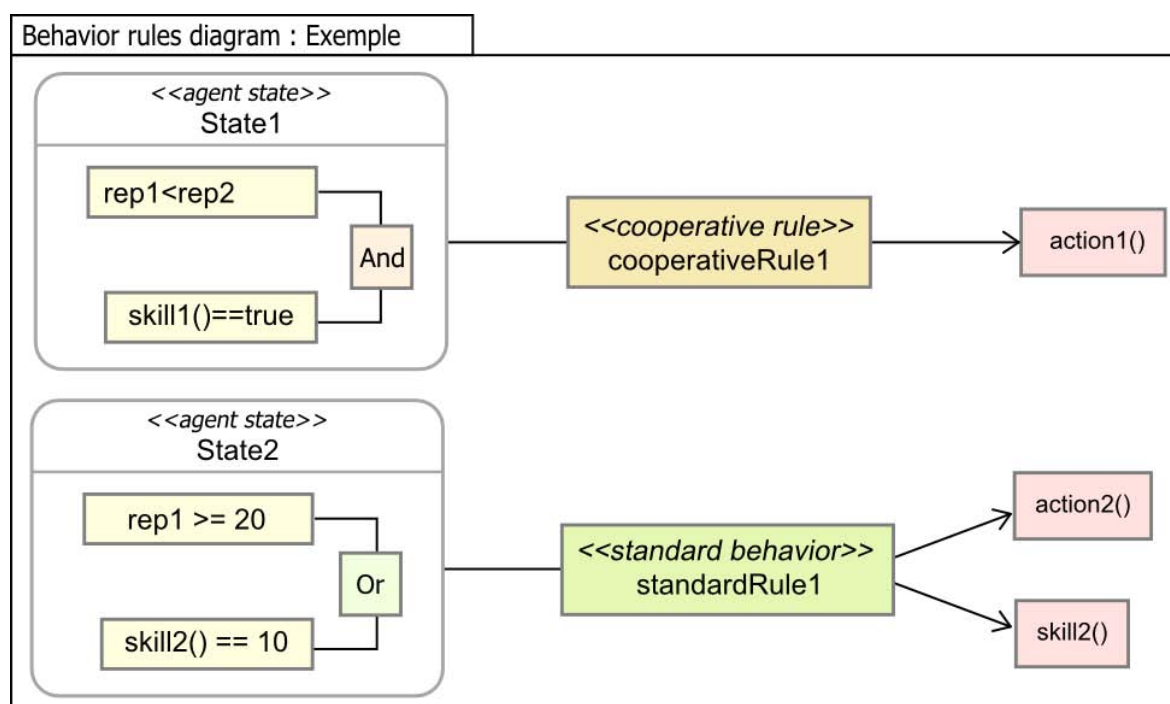 Behavior rules diagram : Exemple
<<agent state>>
State1
rep1<rep2
And
skill1()==true
<<cooperative rule>>
cooperativeRule1
action1()
<<agent state>>
State2
rep1 >= 20
Or
skill2() == 10
<<standard behavior>>
standardRule1
action2()
skill2()